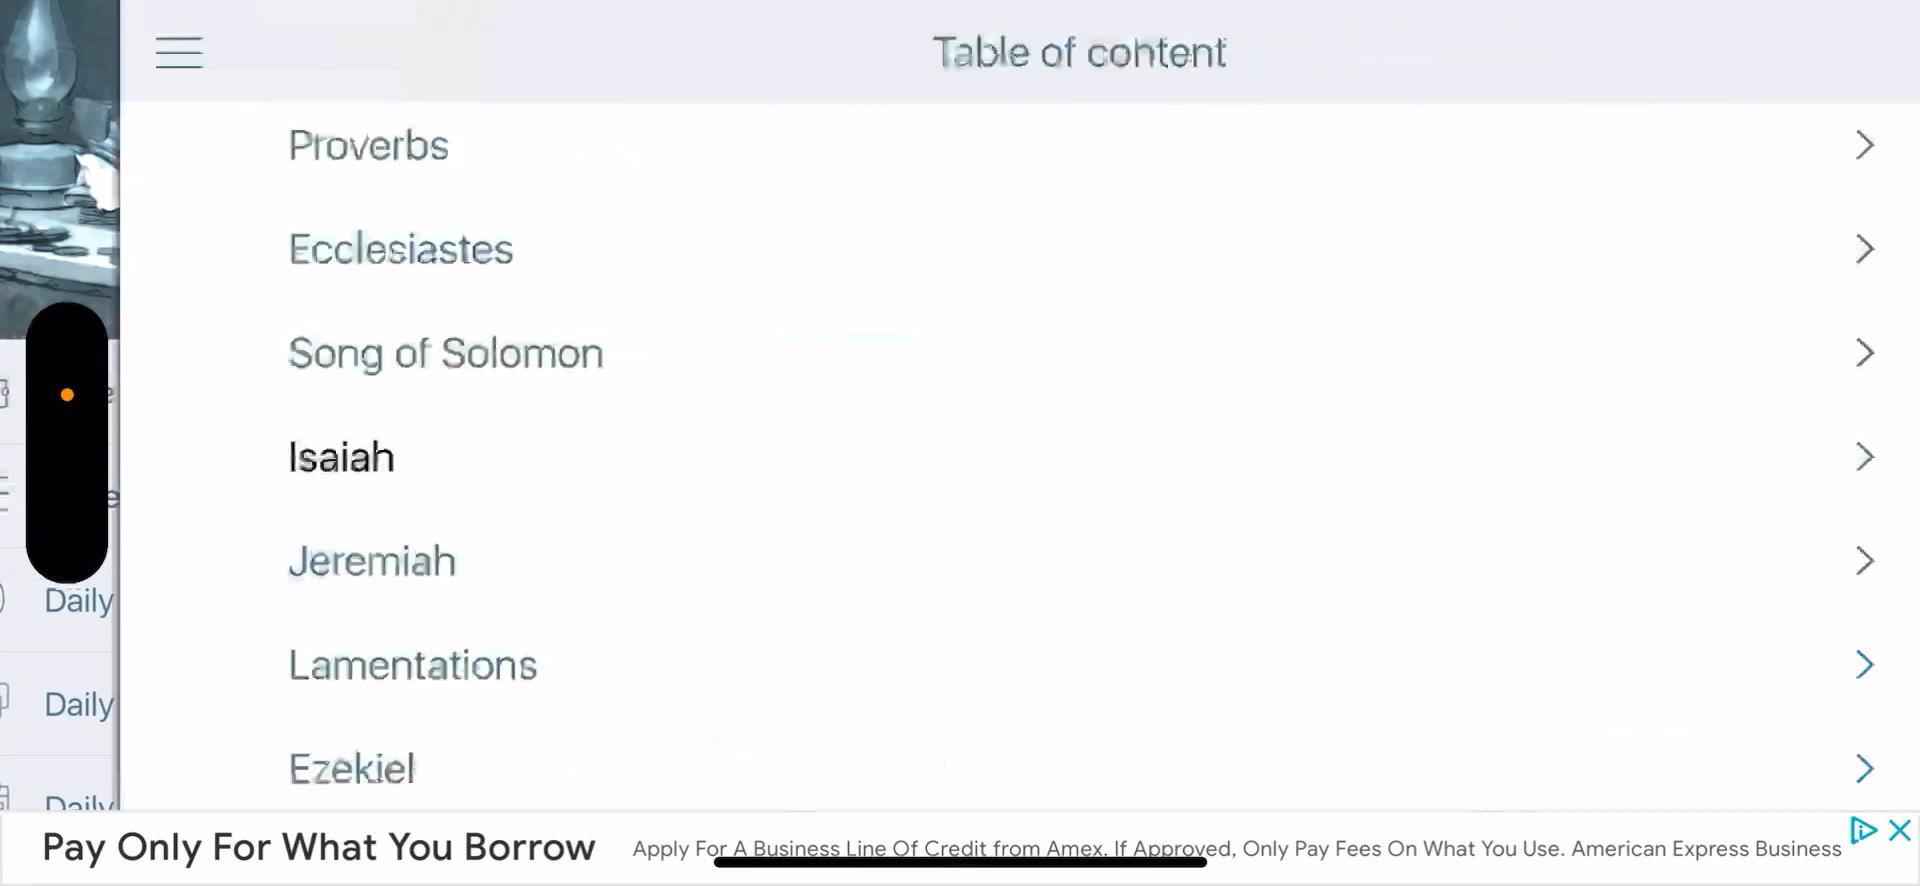 Table of content
Proverbs
Ecclesiastes
Song of Solomon
Isaiah
Jeremiah
Lamentations
Ezekiel
Daily
Daily
Daily
Pay Only For What You Borrow
Apply For A Business Line Of Credit from Amex. If Approved, Only Pay Fees On What You Use. American Express Business